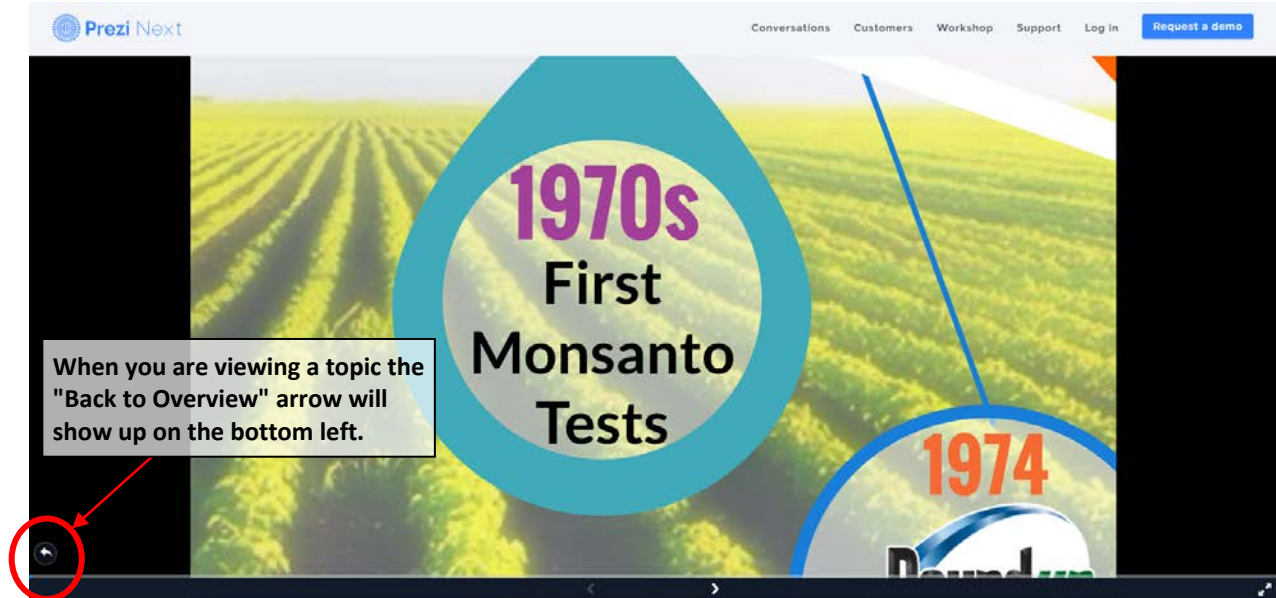 Prezi Next
Conversations Customers Workshop Support Log in Request a demo
1970s
First
Monsanto
Tests
When you are viewing a topic the
"Back to Overview" arrow will
show up on the bottom left.
1974
Roundup